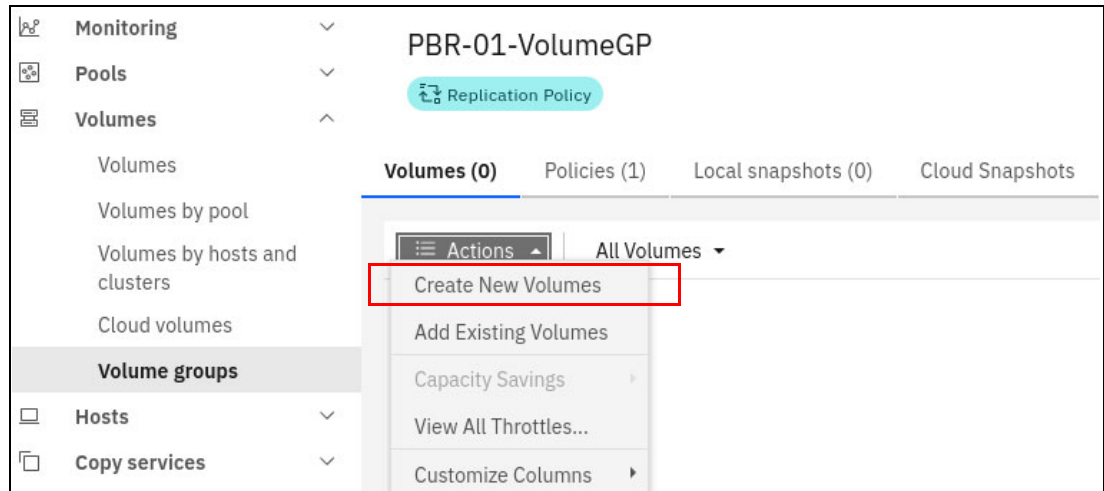 Monitoring
Pools
Volumes
Volumes
Volumes by pool
Volumes by hosts and
clusters
Cloud volumes
Volume groups
Hosts
Copy services
PBR-01-VolumeGP
Replication Policy
Volumes (0)
Policies (1)
Local snapshots (0)
Cloud Snapshots
Actions
All Volumes
Create New Volumes
Add Existing Volumes
Capacity Savings
View All Throttles...
Customize Columns